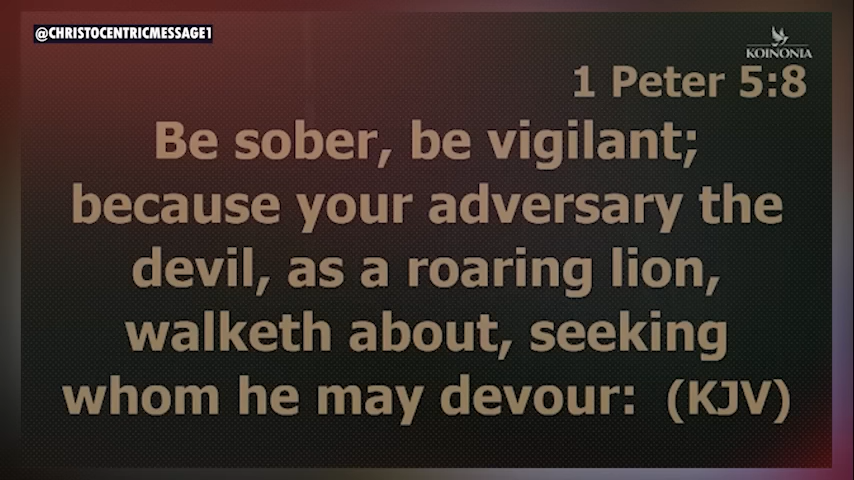 @CHRISTOCENTRICMESSAGE1
KOINONIA
1 Peter 5:8
Be sober, be vigilant;
because your adversary the
devil, as a roaring lion,
walketh about, seeking
whom he may devour: (KJV)